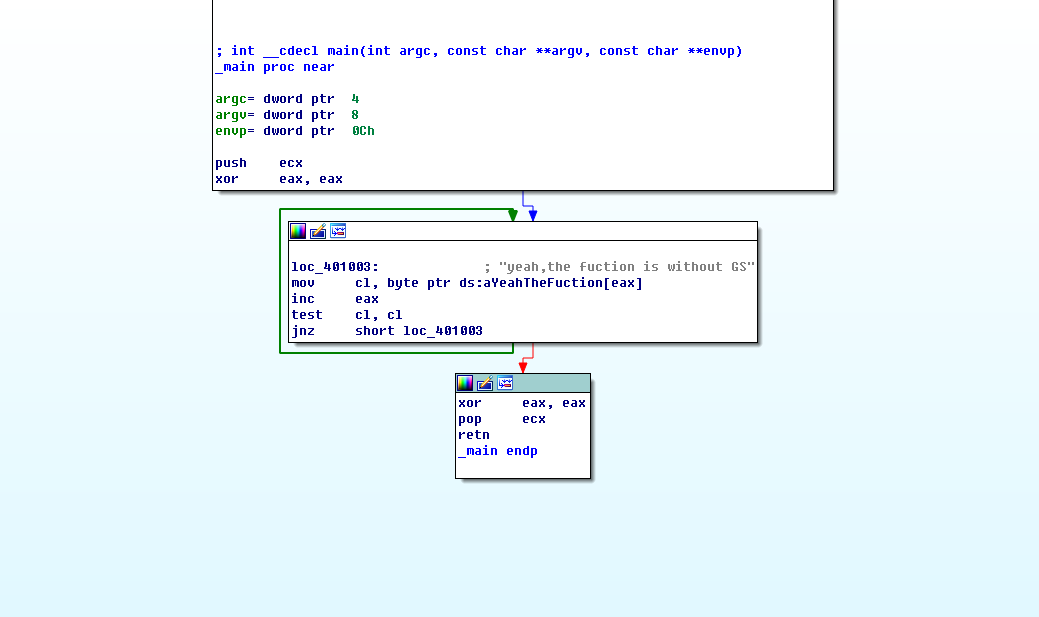 ; int __cdecl main(int argc, const char **argv, const char **envp)
_main proc near
argc= dword ptr  4
argv= dword ptr  8
envp= dword ptr  0Ch
push    ecx
xor     eax, eax
loc_401003:             ; "yeah,the fuction is without GS"
mov     cl, byte ptr ds:aYeahTheFuction[eax]
inc     eax
test    cl, cl
jnz     short loc_401003
xor     eax, eax
pop     ecx
retn
_main endp